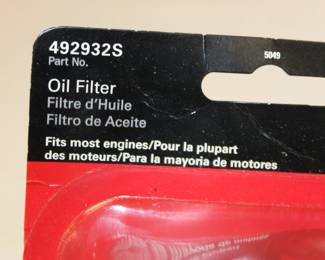 492932S
Part No.
5049
Oil Filter
Filtre d'Huile
Filtro de Aceite
Fits most engines/Pour la plupart
des moteurs/Para la mayoria de motores